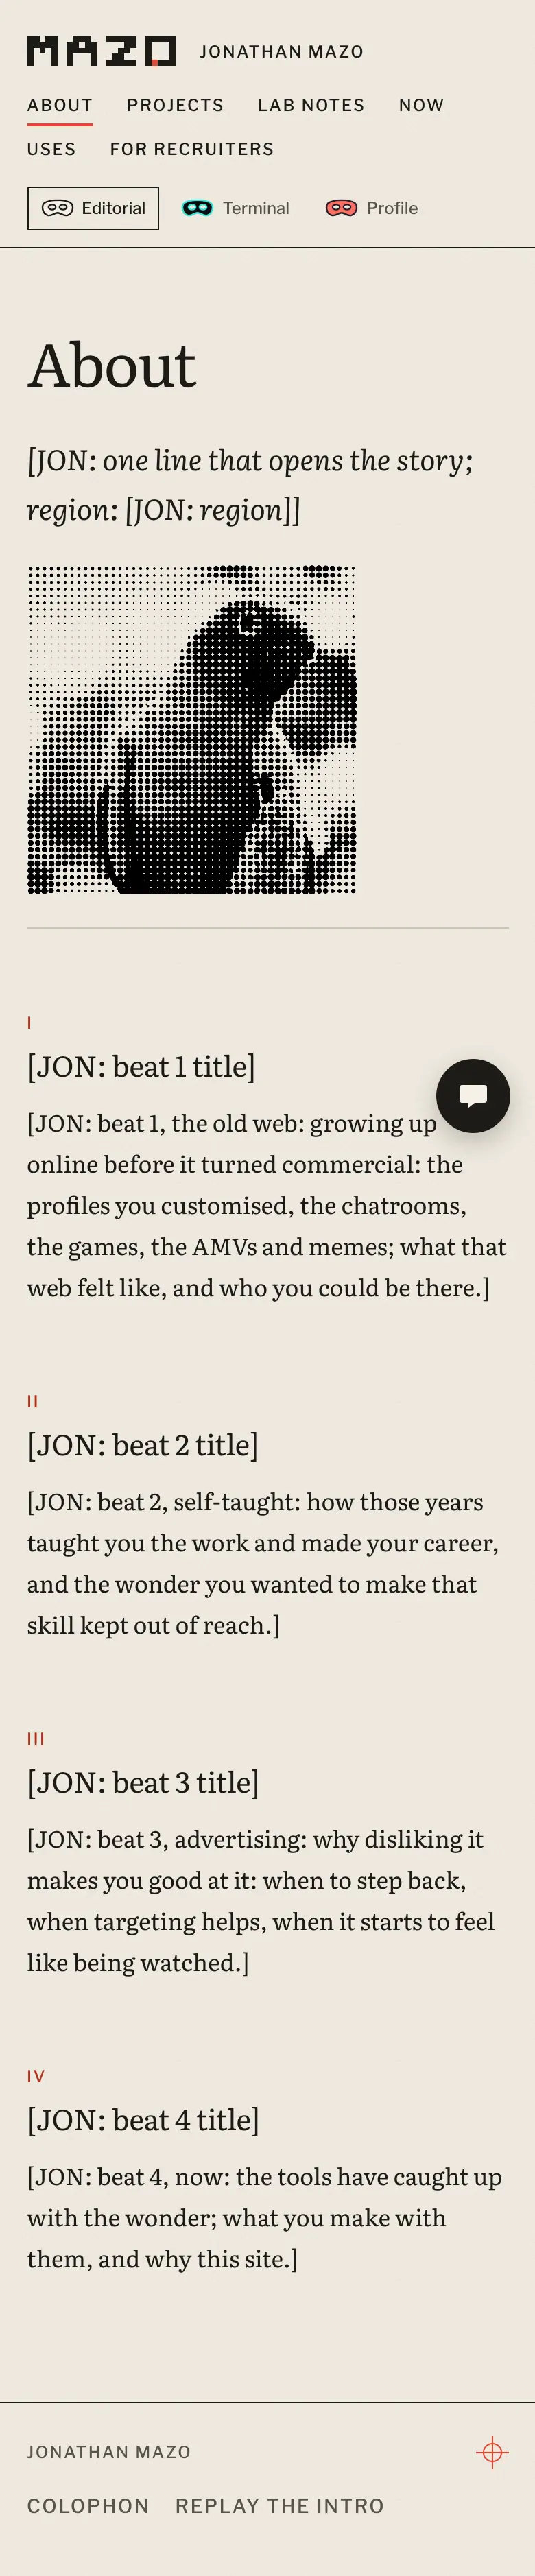 MAZO JONATHAN MAZO
ABOUT PROJECTS LAB NOTES NOW
USES FOR RECRUITERS
Editorial Terminal Profile
About
[JON: one line that opens the story;
region: [JON: region]]
I
[JON: beat 1 title]
[JON: beat 1, the old web: growing up
online before it turned commercial: the
profiles you customised, the chatrooms,
the games, the AMVs and memes; what that
web felt like, and who you could be there.]
II
[JON: beat 2 title]
[JON: beat 2, self-taught: how those years
taught you the work and made your career,
and the wonder you wanted to make that
skill kept out of reach.]
III
[JON: beat 3 title]
[JON: beat 3, advertising: why disliking it
makes you good at it: when to step back,
when targeting helps, when it starts to feel
like being watched.]
IV
[JON: beat 4 title]
[JON: beat 4, now: the tools have caught up
with the wonder; what you make with
them, and why this site.]
JONATHAN MAZO
COLOPHON REPLAY THE INTRO